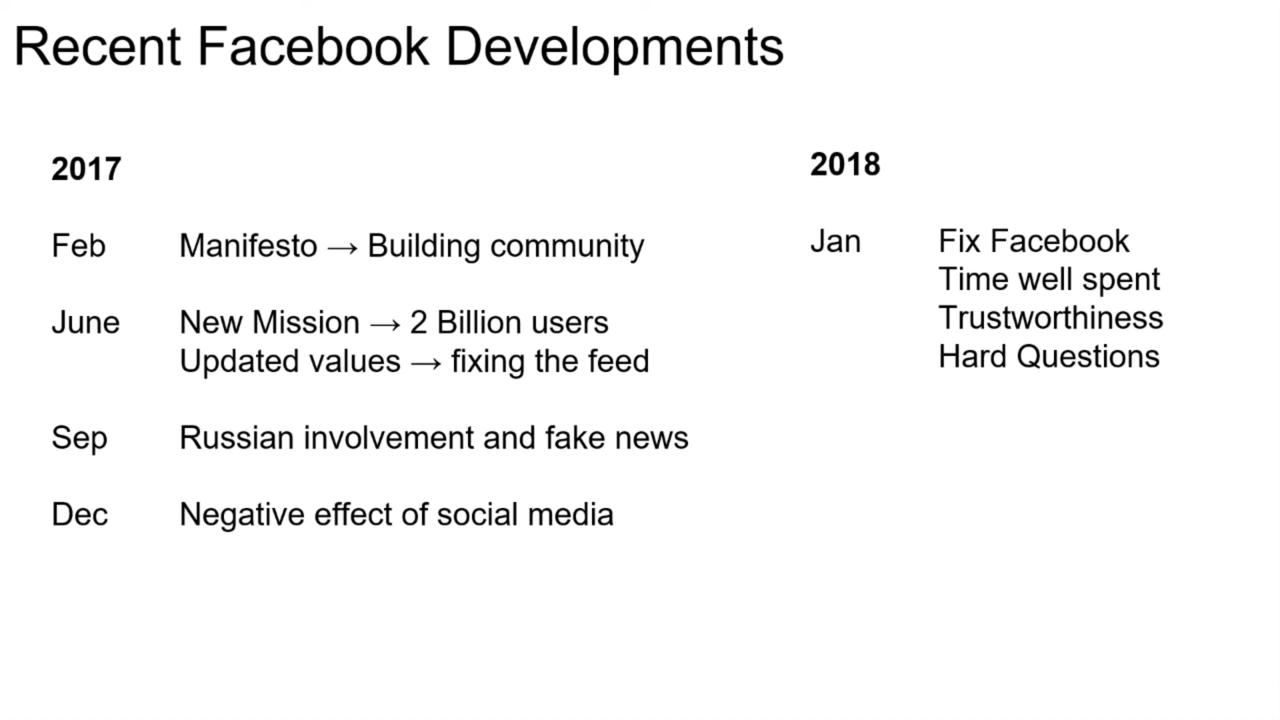 Recent Facebook Developments
2017
Feb Manifesto → Building community
June New Mission → 2 Billion users
Updated values → fixing the feed
Sep Russian involvement and fake news
Dec Negative effect of social media
2018
Jan Fix Facebook
Time well spent
Trustworthiness
Hard Questions